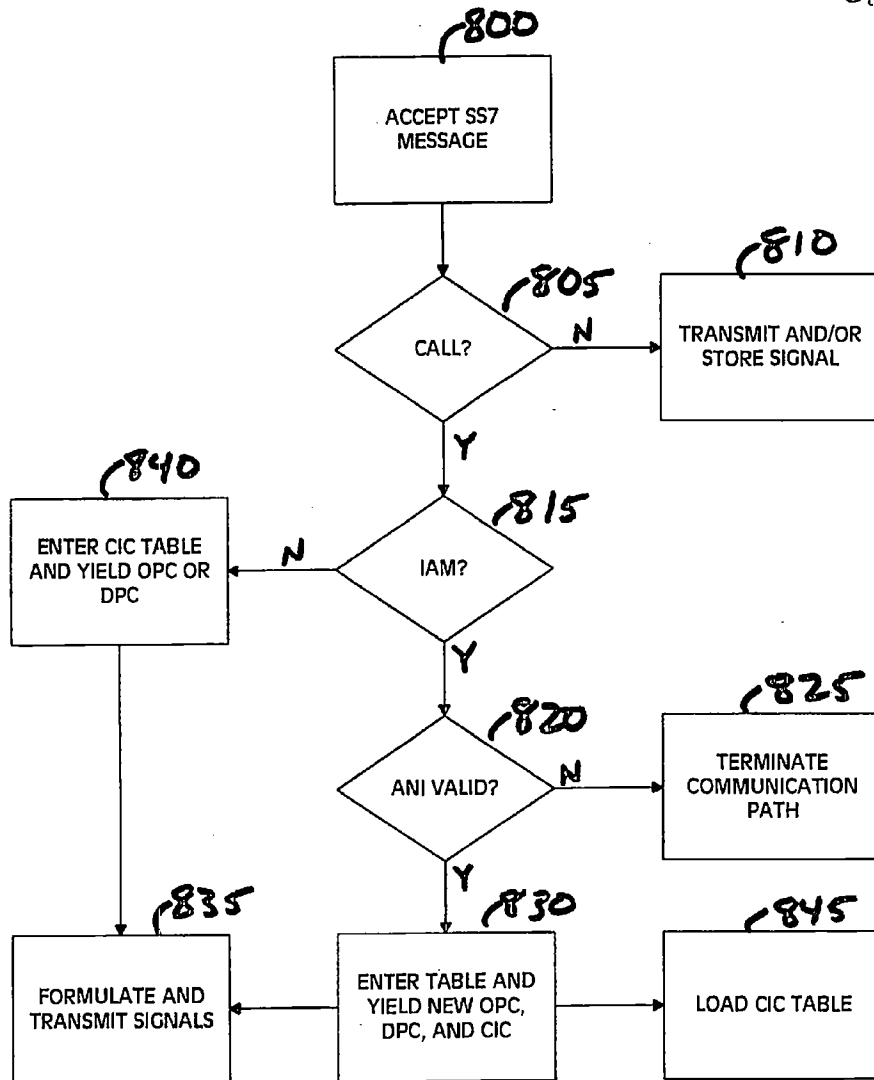 800
ACCEPT SS7
MESSAGE
805
CALL?
N
810
TRANSMIT AND/OR
STORE SIGNAL
Y
840
ENTER CIC TABLE
AND YIELD OPC OR
DPC
N
815
IAM?
Y
820
ANI VALID?
N
825
TERMINATE
COMMUNICATION
PATH
Y
835
FORMULATE AND
TRANSMIT SIGNALS
830
ENTER TABLE AND
YIELD NEW OPC,
DPC, AND CIC
845
LOAD CIC TABLE